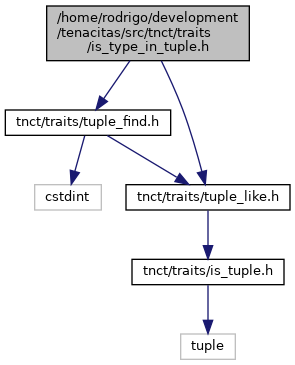 /home/rodrigo/development
/tenacitas/src/tnct/traits
/is_type_in_tuple.h
tnct/traits/tuple_find.h
cstdint
tnct/traits/tuple_like.h
tnct/traits/is_tuple.h
tuple